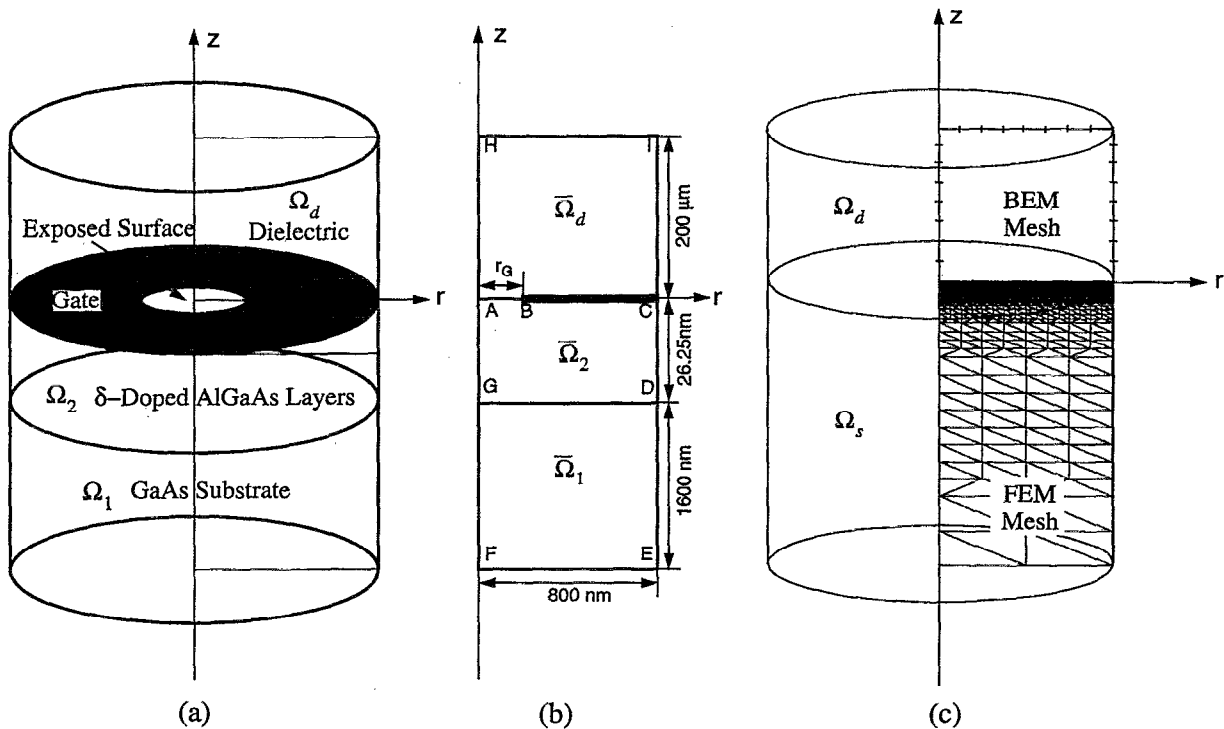 z
Ω_d
Exposed Surface
Dielectric
Gate
r
Ω_2 δ–Doped AlGaAs Layers
Ω_1 GaAs Substrate
(a)
z
H
I
Ω̅_d
200 μm
r_G
r
A
B
C
Ω̅_2
26.25nm
G
D
Ω̅_1
1600 nm
F
E
800 nm
(b)
z
Ω_d
BEM
Mesh
r
Ω_s
FEM
Mesh
(c)